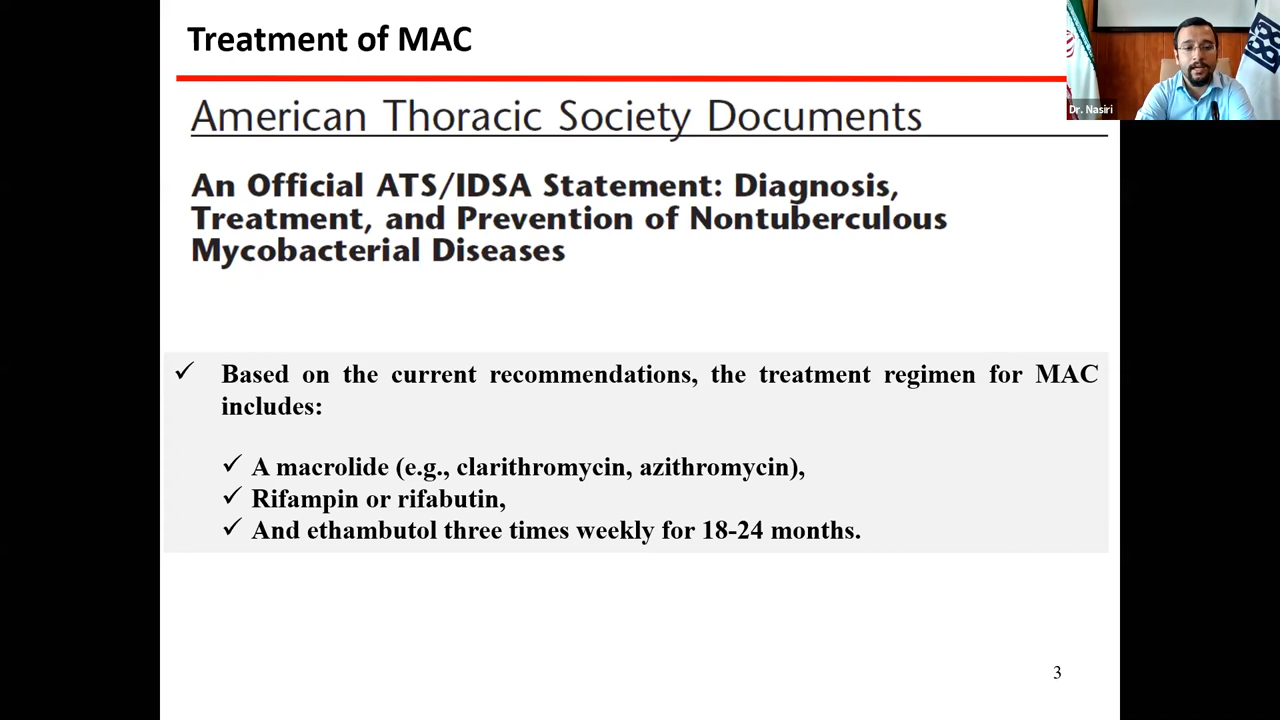 Treatment of MAC
Dr. Nasiri
American Thoracic Society Documents
An Official ATS/IDSA Statement: Diagnosis,
Treatment, and Prevention of Nontuberculous
Mycobacterial Diseases
✓ Based on the current recommendations, the treatment regimen for MAC
includes:
✓ A macrolide (e.g., clarithromycin, azithromycin),
✓ Rifampin or rifabutin,
✓ And ethambutol three times weekly for 18-24 months.
3